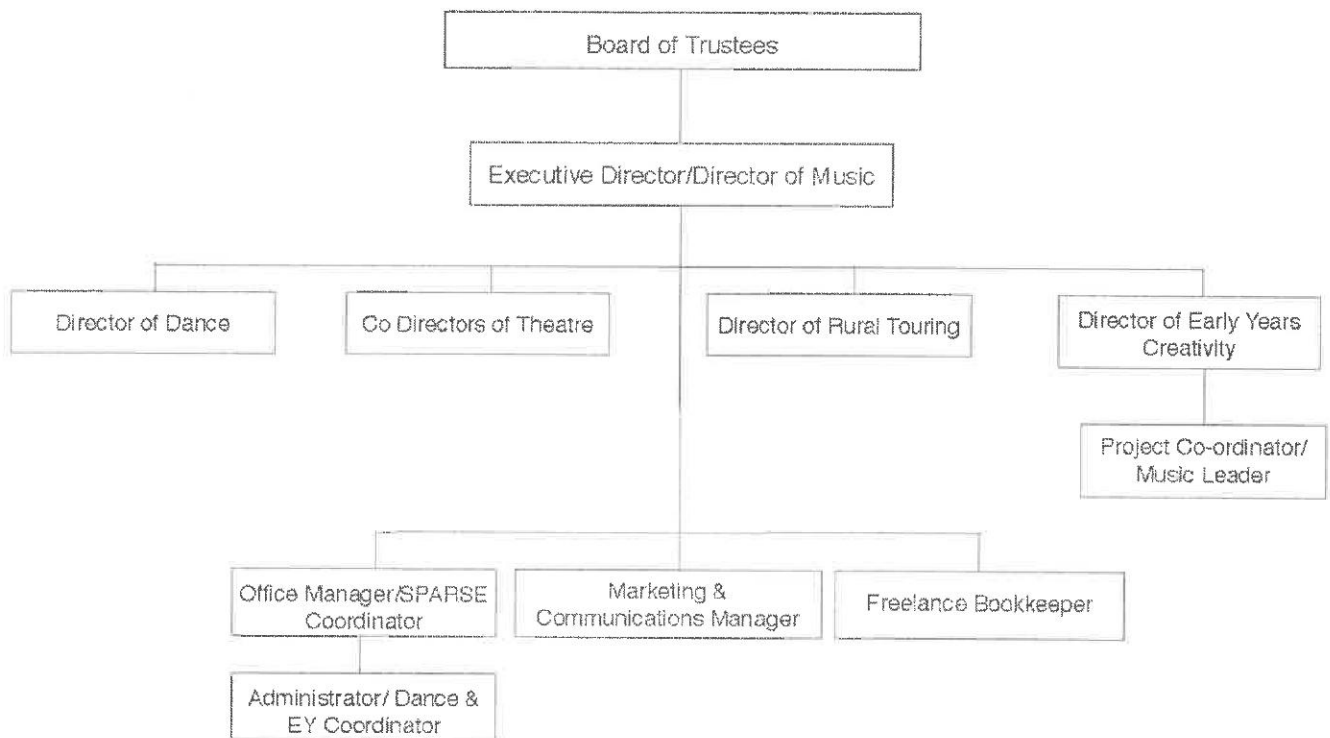 Board of Trustees
Executive Director/Director of Music
Director of Dance
Co Directors of Theatre
Director of Rural Touring
Director of Early Years
Creativity
Project Co-ordinator/
Music Leader
Office Manager/SPARSE
Coordinator
Marketing &
Communications Manager
Freelance Bookkeeper
Administrator/ Dance &
EY Coordinator